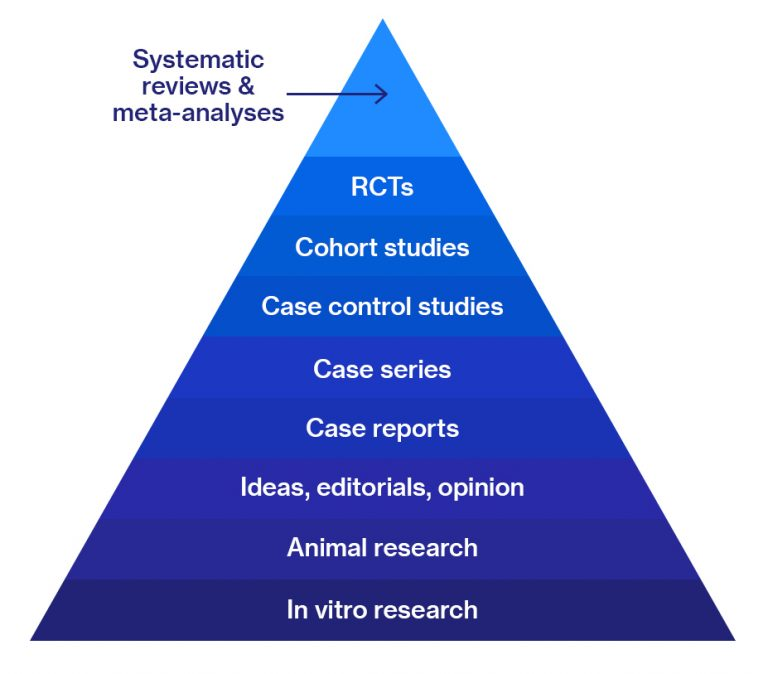 Systematic
reviews &
meta-analyses
RCTs
Cohort studies
Case control studies
Case series
Case reports
Ideas, editorials, opinion
Animal research
In vitro research